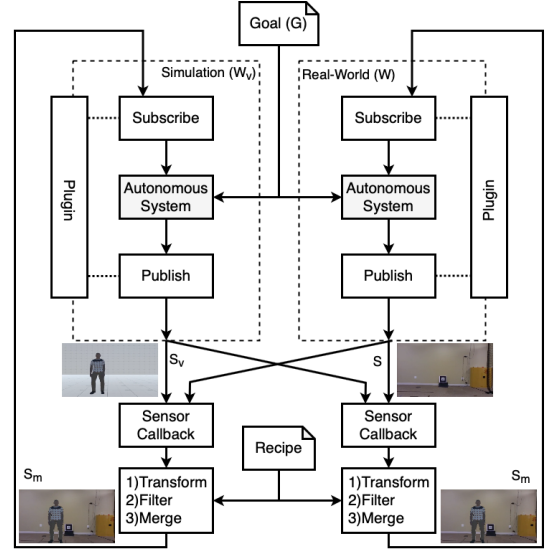 Goal (G)
Simulation (Wv)
Real-World (W)
Subscribe
Subscribe
Plugin
Autonomous
System
Autonomous
System
Plugin
Publish
Publish
Sv
S
Sensor
Callback
Sensor
Callback
Recipe
Sm
1)Transform
2)Filter
3)Merge
1)Transform
2)Filter
3)Merge
Sm